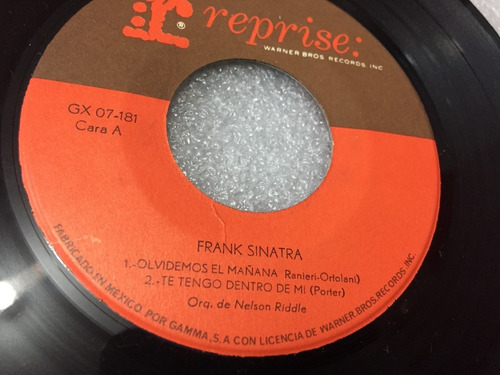 r reprise:
WARNER BROS RECORDS, INC
GX 07-181
Cara A
FRANK SINATRA
1.-OLVIDEMOS EL MAÑANA Ranieri-Ortolani)
2.-TE TENGO DENTRO DE MI (Porter)
Orq. de Nelson Riddle
FABRICADO EN MEXICO POR GAMMA, S.A CON LICENCIA DE WARNER.BROS.RECORDS INC.